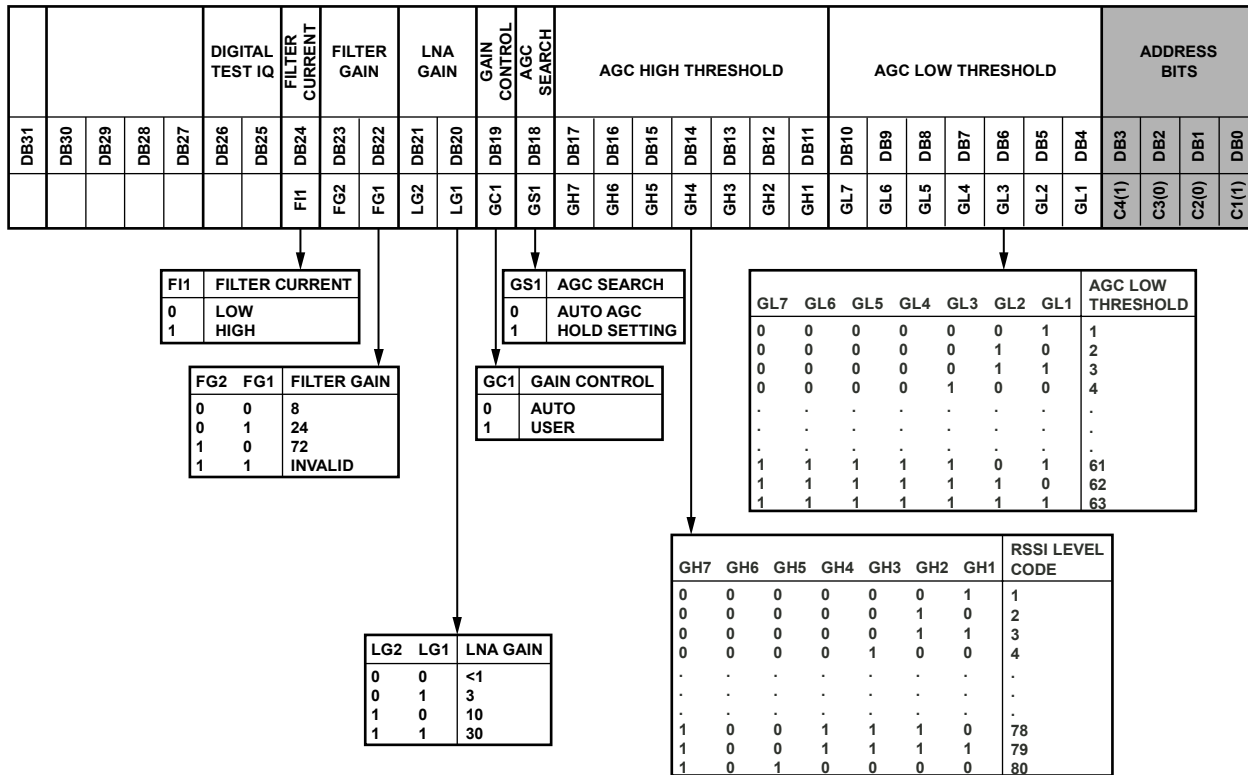 DIGITAL TEST IQ
FILTER CURRENT
FILTER GAIN
LNA GAIN
GAIN CONTROL
AGC SEARCH
AGC HIGH THRESHOLD
AGC LOW THRESHOLD
ADDRESS BITS
DB31 DB30 DB29 DB28 DB27 DB26 DB25 DB24 DB23 DB22 DB21 DB20 DB19 DB18 DB17 DB16 DB15 DB14 DB13 DB12 DB11 DB10 DB9 DB8 DB7 DB6 DB5 DB4 DB3 DB2 DB1 DB0
FI1 FG2 FG1 LG2 LG1 GC1 GS1 GH7 GH6 GH5 GH4 GH3 GH2 GH1 GL7 GL6 GL5 GL4 GL3 GL2 GL1 C4(1) C3(0) C2(0) C1(1)
FI1 FILTER CURRENT
0 LOW
1 HIGH
GS1 AGC SEARCH
0 AUTO AGC
1 HOLD SETTING
FG2 FG1 FILTER GAIN
0 0 8
0 1 24
1 0 72
1 1 INVALID
GC1 GAIN CONTROL
0 AUTO
1 USER
GL7 GL6 GL5 GL4 GL3 GL2 GL1 AGC LOW THRESHOLD
0 0 0 0 0 0 1 1
0 0 0 0 0 1 0 2
0 0 0 0 0 1 1 3
0 0 0 0 1 0 0 4
. . . . . . . .
. . . . . . . .
. . . . . . . .
1 1 1 1 1 0 1 61
1 1 1 1 1 1 0 62
1 1 1 1 1 1 1 63
LG2 LG1 LNA GAIN
0 0 <1
0 1 3
1 0 10
1 1 30
GH7 GH6 GH5 GH4 GH3 GH2 GH1 RSSI LEVEL CODE
0 0 0 0 0 0 1 1
0 0 0 0 0 1 0 2
0 0 0 0 0 1 1 3
0 0 0 0 1 0 0 4
. . . . . . . .
. . . . . . . .
. . . . . . . .
1 0 0 1 1 1 0 78
1 0 0 1 1 1 1 79
1 0 1 0 0 0 0 80